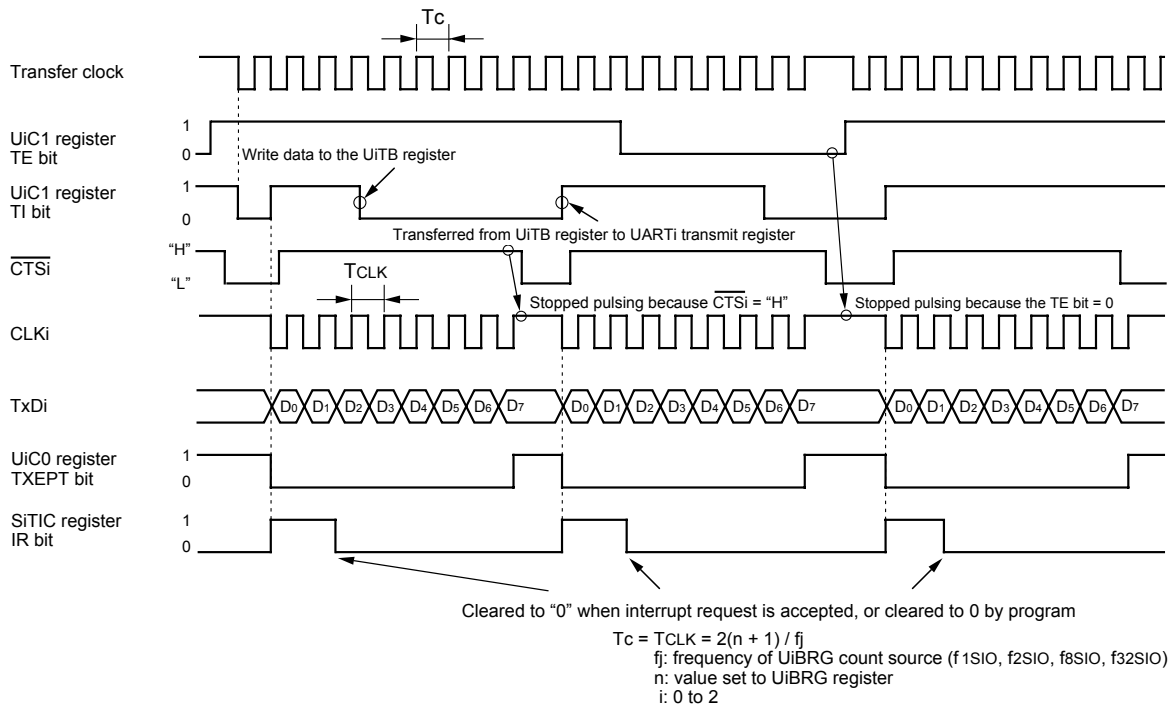 Tc
Transfer clock
UiC1 register
TE bit
1
0
Write data to the UiTB register
UiC1 register
TI bit
1
0
Transferred from UiTB register to UARTi transmit register
CTSi
“H”
“L”
TCLK
Stopped pulsing because CTSi = “H”
Stopped pulsing because the TE bit = 0
CLKi
TxDi
D0 D1 D2 D3 D4 D5 D6 D7 D0 D1 D2 D3 D4 D5 D6 D7 D0 D1 D2 D3 D4 D5 D6 D7
UiC0 register
TXEPT bit
1
0
SiTIC register
IR bit
1
0
Cleared to “0” when interrupt request is accepted, or cleared to 0 by program
Tc = TCLK = 2(n + 1) / fj
fj: frequency of UiBRG count source (f1SIO, f2SIO, f8SIO, f32SIO)
n: value set to UiBRG register
i: 0 to 2